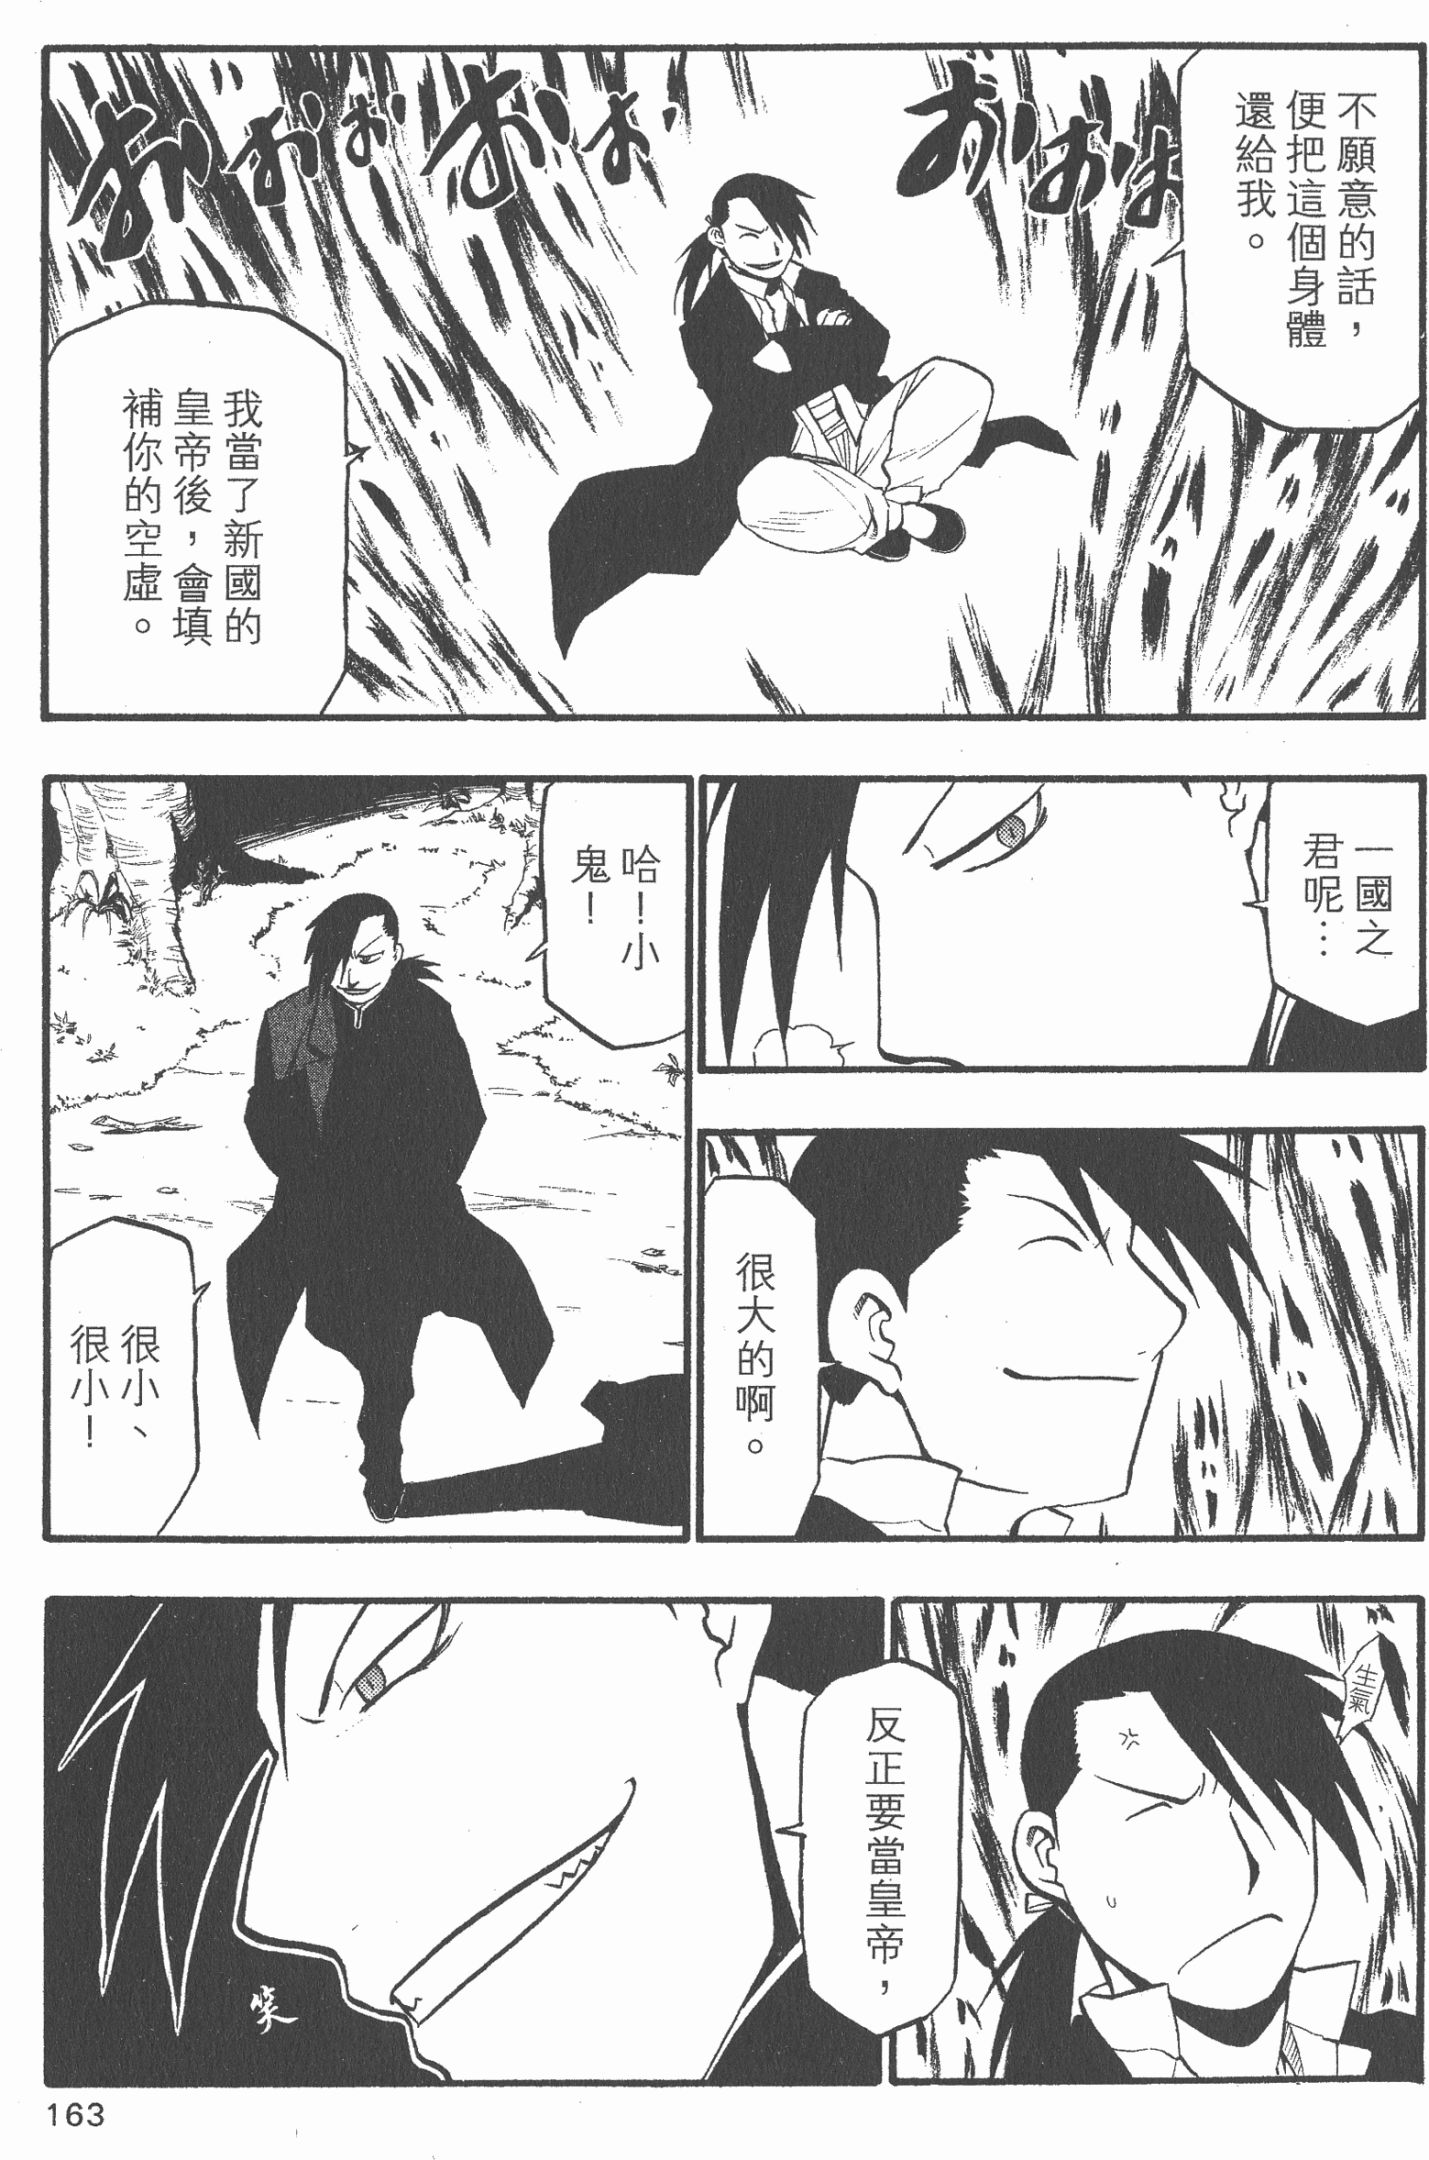 不願意的話，
便把這個身體
還給我。
おぉおぉおぉおぉおぉお
我當了新國的
皇帝後，會填
補你的空虛。
一國之
君呢…
很大的啊。
哈！小
鬼！
很小、
很小！
生氣
反正要當皇帝，
笑
163